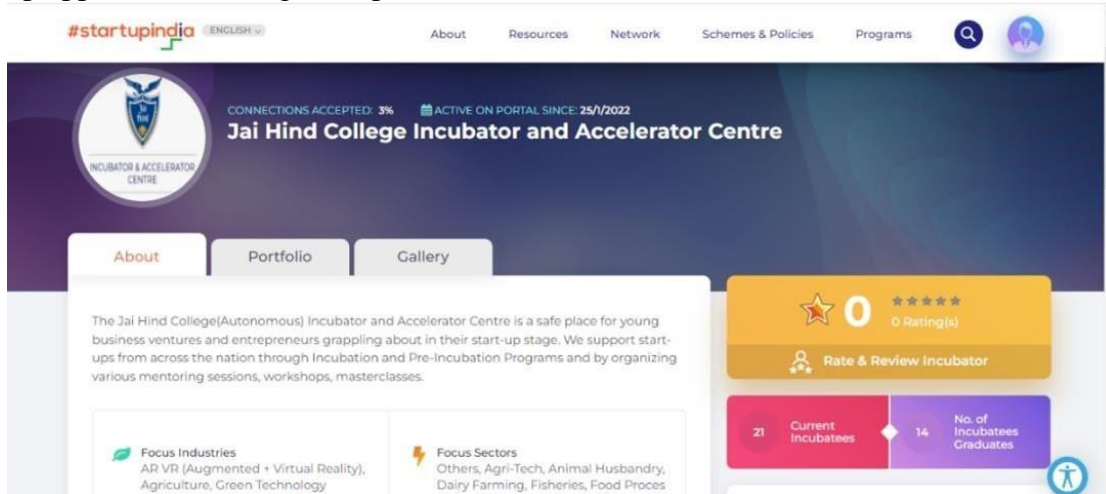 #startupindia ENGLISH
About Resources Network Schemes & Policies Programs
CONNECTIONS ACCEPTED: 3% ACTIVE ON PORTAL SINCE: 25/1/2022
Jai Hind College Incubator and Accelerator Centre
Jai
hind
INCUBATOR & ACCELERATOR
CENTRE
About Portfolio Gallery
The Jai Hind College(Autonomous) Incubator and Accelerator Centre is a safe place for young
business ventures and entrepreneurs grappling about in their start-up stage. We support start-
ups from across the nation through Incubation and Pre-Incubation Programs and by organizing
various mentoring sessions, workshops, masterclasses.
0
0 Rating(s)
Rate & Review Incubator
21 Current
Incubatees
14 No. of
Incubatees
Graduates
Focus Industries
AR VR (Augmented + Virtual Reality),
Agriculture, Green Technology
Focus Sectors
Others, Agri-Tech, Animal Husbandry,
Dairy Farming, Fisheries, Food Proces